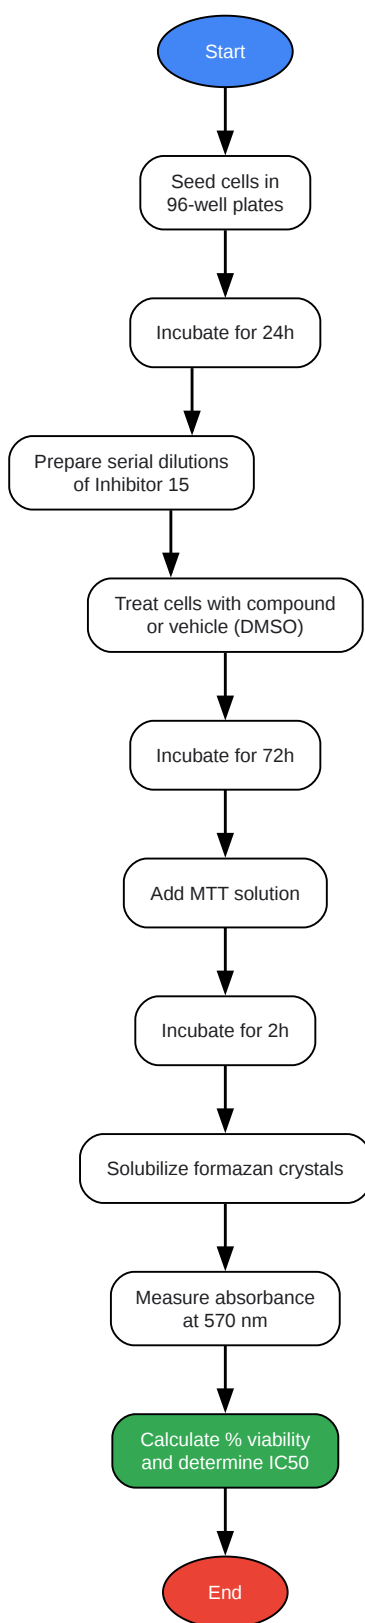 Start
Seed cells in
96-well plates
Incubate for 24h
Prepare serial dilutions
of Inhibitor 15
Treat cells with compound
or vehicle (DMSO)
Incubate for 72h
Add MTT solution
Incubate for 2h
Solubilize formazan crystals
Measure absorbance
at 570 nm
Calculate % viability
and determine IC50
End